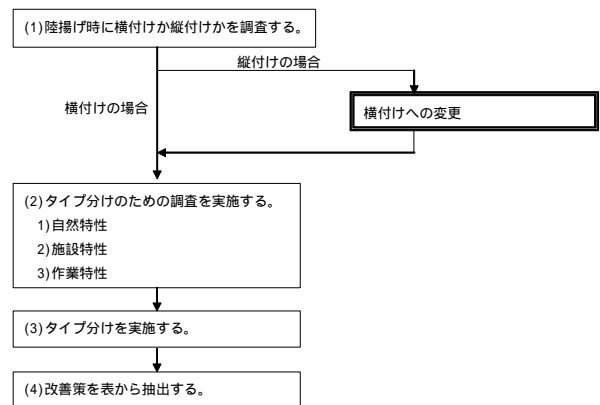 (1)陸揚げ時に横付けか縦付けかを調査する。
縦付けの場合
横付けの場合
横付けへの変更
(2)タイプ分けのための調査を実施する。
1)自然特性
2)施設特性
3)作業特性
(3)タイプ分けを実施する。
(4)改善策を表から抽出する。